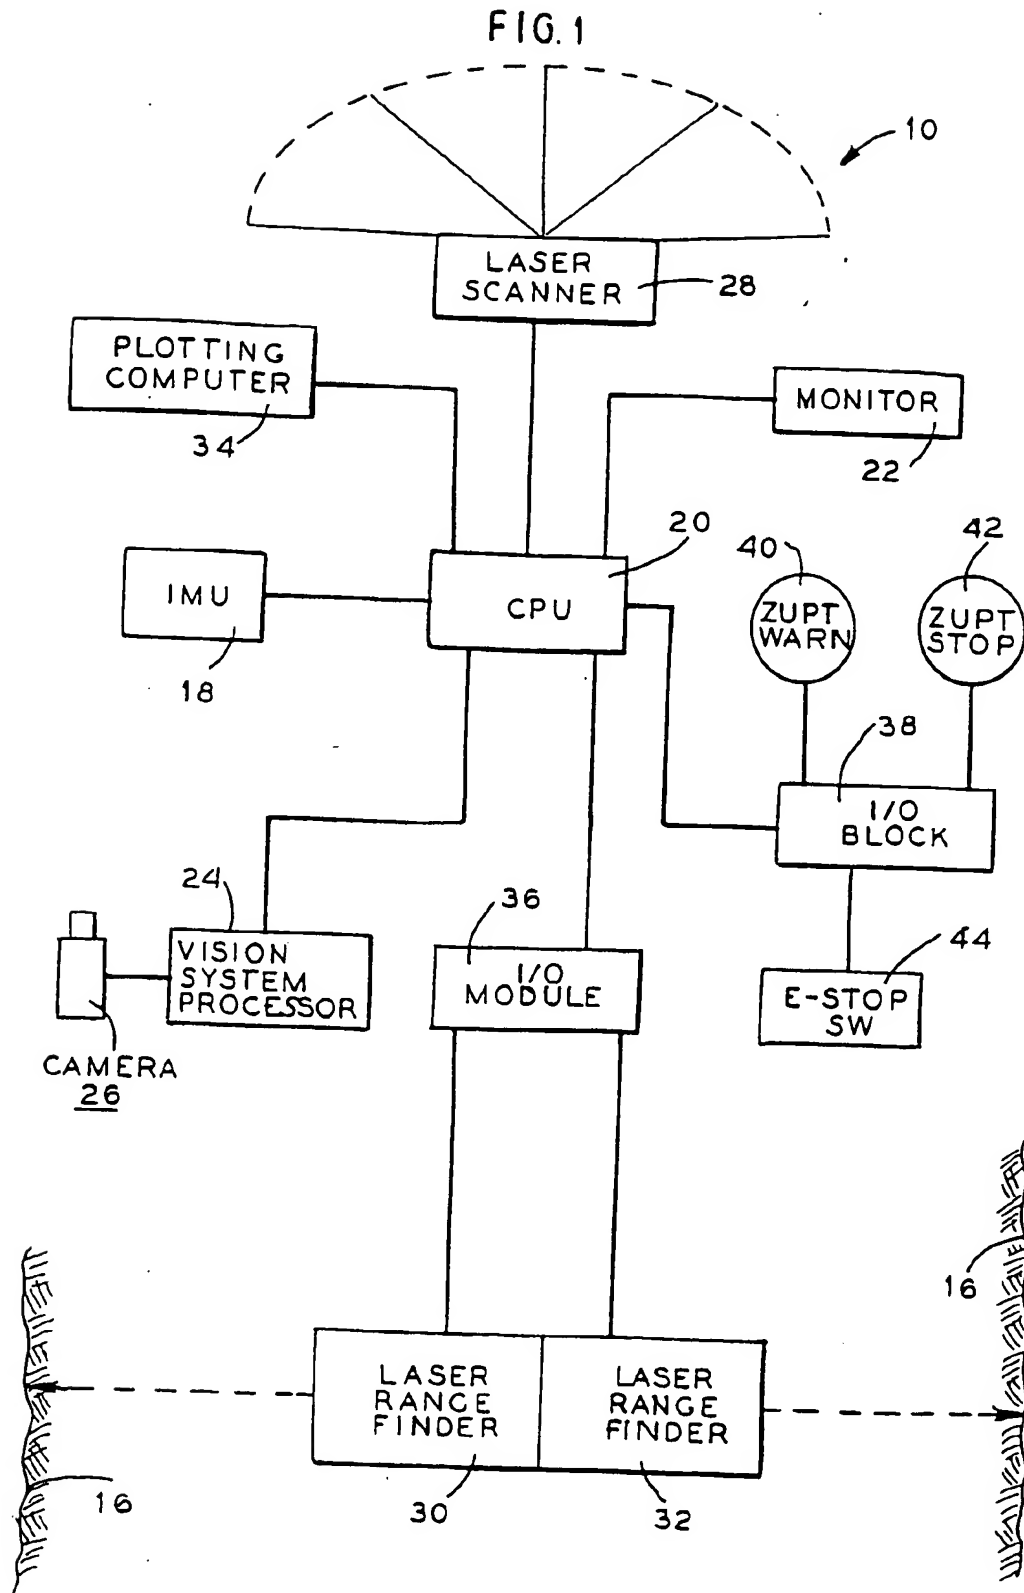 FIG. 1
10
LASER
SCANNER
28
PLOTTING
COMPUTER
34
MONITOR
22
20
40
42
IMU
CPU
ZUPT
WARN
ZUPT
STOP
18
38
I/O
BLOCK
24
36
44
VISION
SYSTEM
PROCESSOR
I/O
MODULE
E-STOP
SW
CAMERA
26
16
LASER
RANGE
FINDER
LASER
RANGE
FINDER
16
30
32